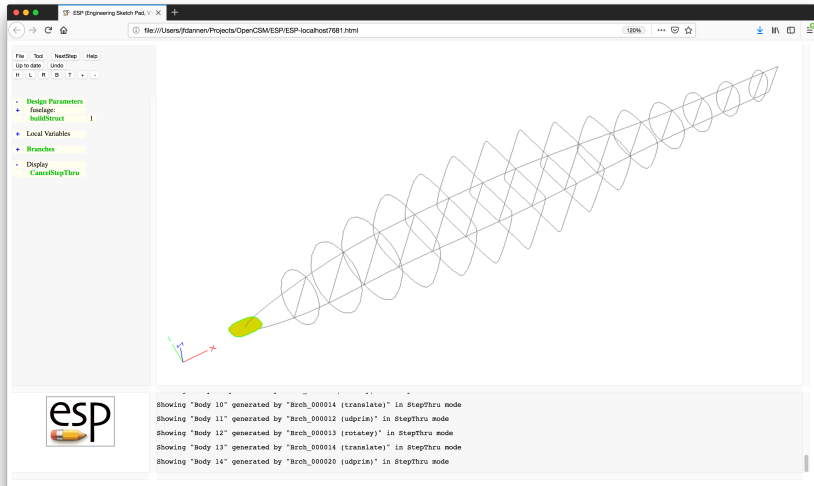 ESP (Engineering Sketch Pad, V
file:///Users/jfdannen/Projects/OpenCSM/ESP/ESP-localhost7681.html
120%
File Tool NextStep Help
Up to date Undo
H L R B T + -
- Design Parameters
+ fuselage:
buildStruct 1
+ Local Variables
+ Branches
- Display
CancelStepThru
X
esp
Showing "Body 10" generated by "Brch_000014 (translate)" in StepThru mode
Showing "Body 11" generated by "Brch_000012 (udprim)" in StepThru mode
Showing "Body 12" generated by "Brch_000013 (rotatey)" in StepThru mode
Showing "Body 13" generated by "Brch_000014 (translate)" in StepThru mode
Showing "Body 14" generated by "Brch_000020 (udprim)" in StepThru mode